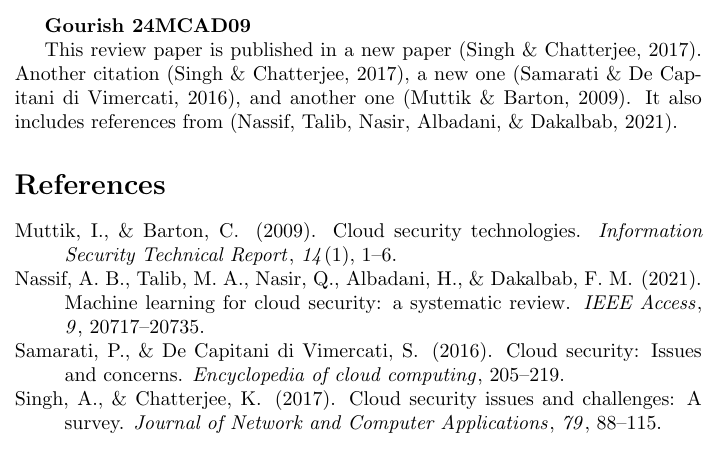 Gourish 24MCAD09
This review paper is published in a new paper (Singh & Chatterjee, 2017).
Another citation (Singh & Chatterjee, 2017), a new one (Samarati & De Cap-
itani di Vimercati, 2016), and another one (Muttik & Barton, 2009). It also
includes references from (Nassif, Talib, Nasir, Albadani, & Dakalbab, 2021).
References
Muttik, I., & Barton, C. (2009). Cloud security technologies. Information
Security Technical Report, 14(1), 1–6.
Nassif, A. B., Talib, M. A., Nasir, Q., Albadani, H., & Dakalbab, F. M. (2021).
Machine learning for cloud security: a systematic review. IEEE Access,
9, 20717–20735.
Samarati, P., & De Capitani di Vimercati, S. (2016). Cloud security: Issues
and concerns. Encyclopedia of cloud computing, 205–219.
Singh, A., & Chatterjee, K. (2017). Cloud security issues and challenges: A
survey. Journal of Network and Computer Applications, 79, 88–115.